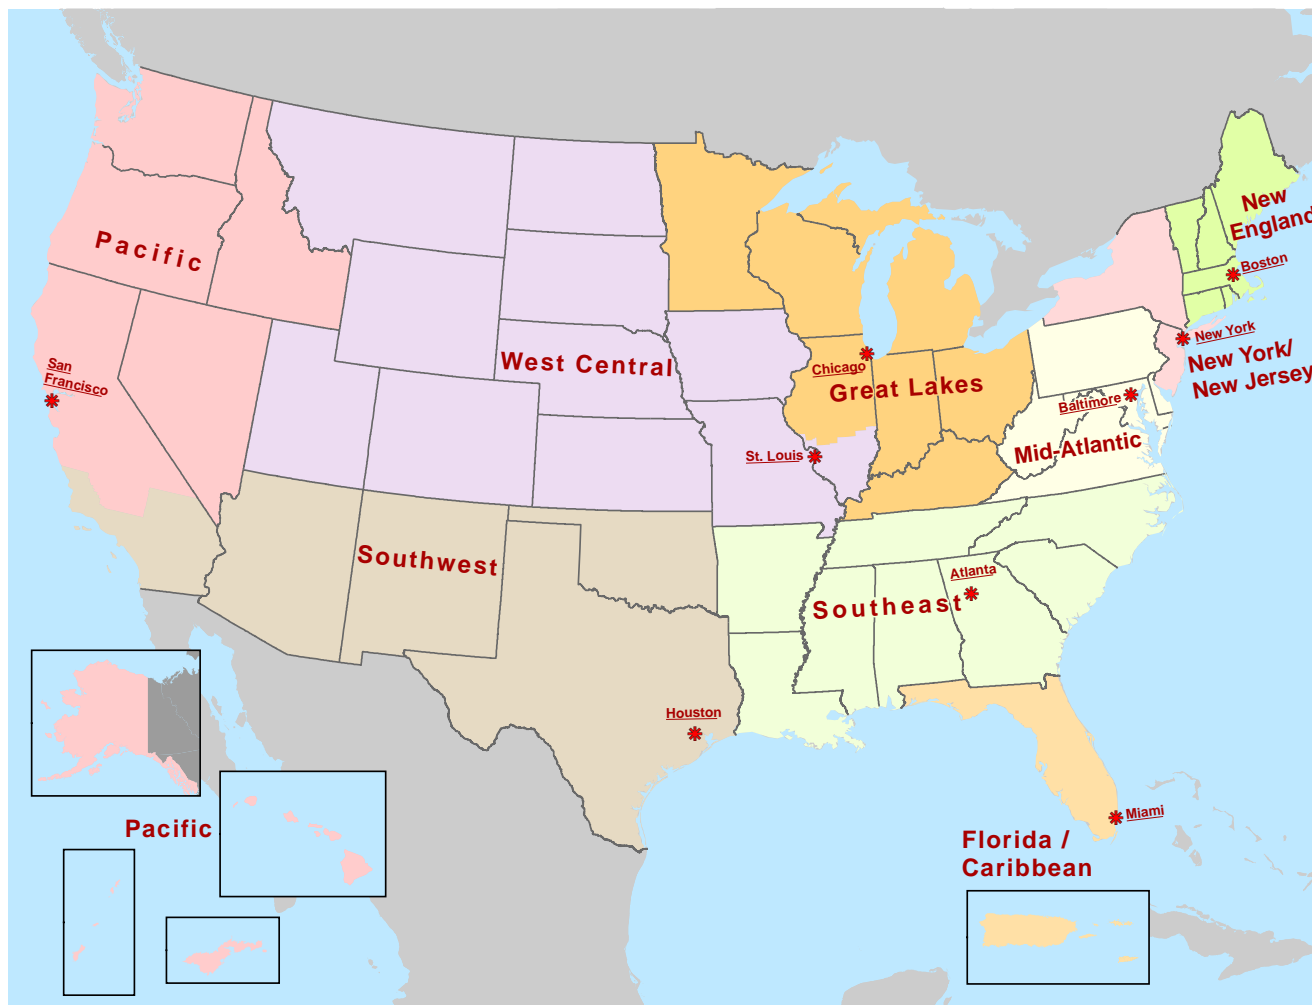 New
England
Pacific
Boston
New York
San
Francisco
West Central
Chicago
Great Lakes
New York/
New Jersey
Baltimore
St. Louis
Mid-Atlantic
Southwest
Atlanta
Southeast
Houston
Miami
Pacific
Florida /
Caribbean